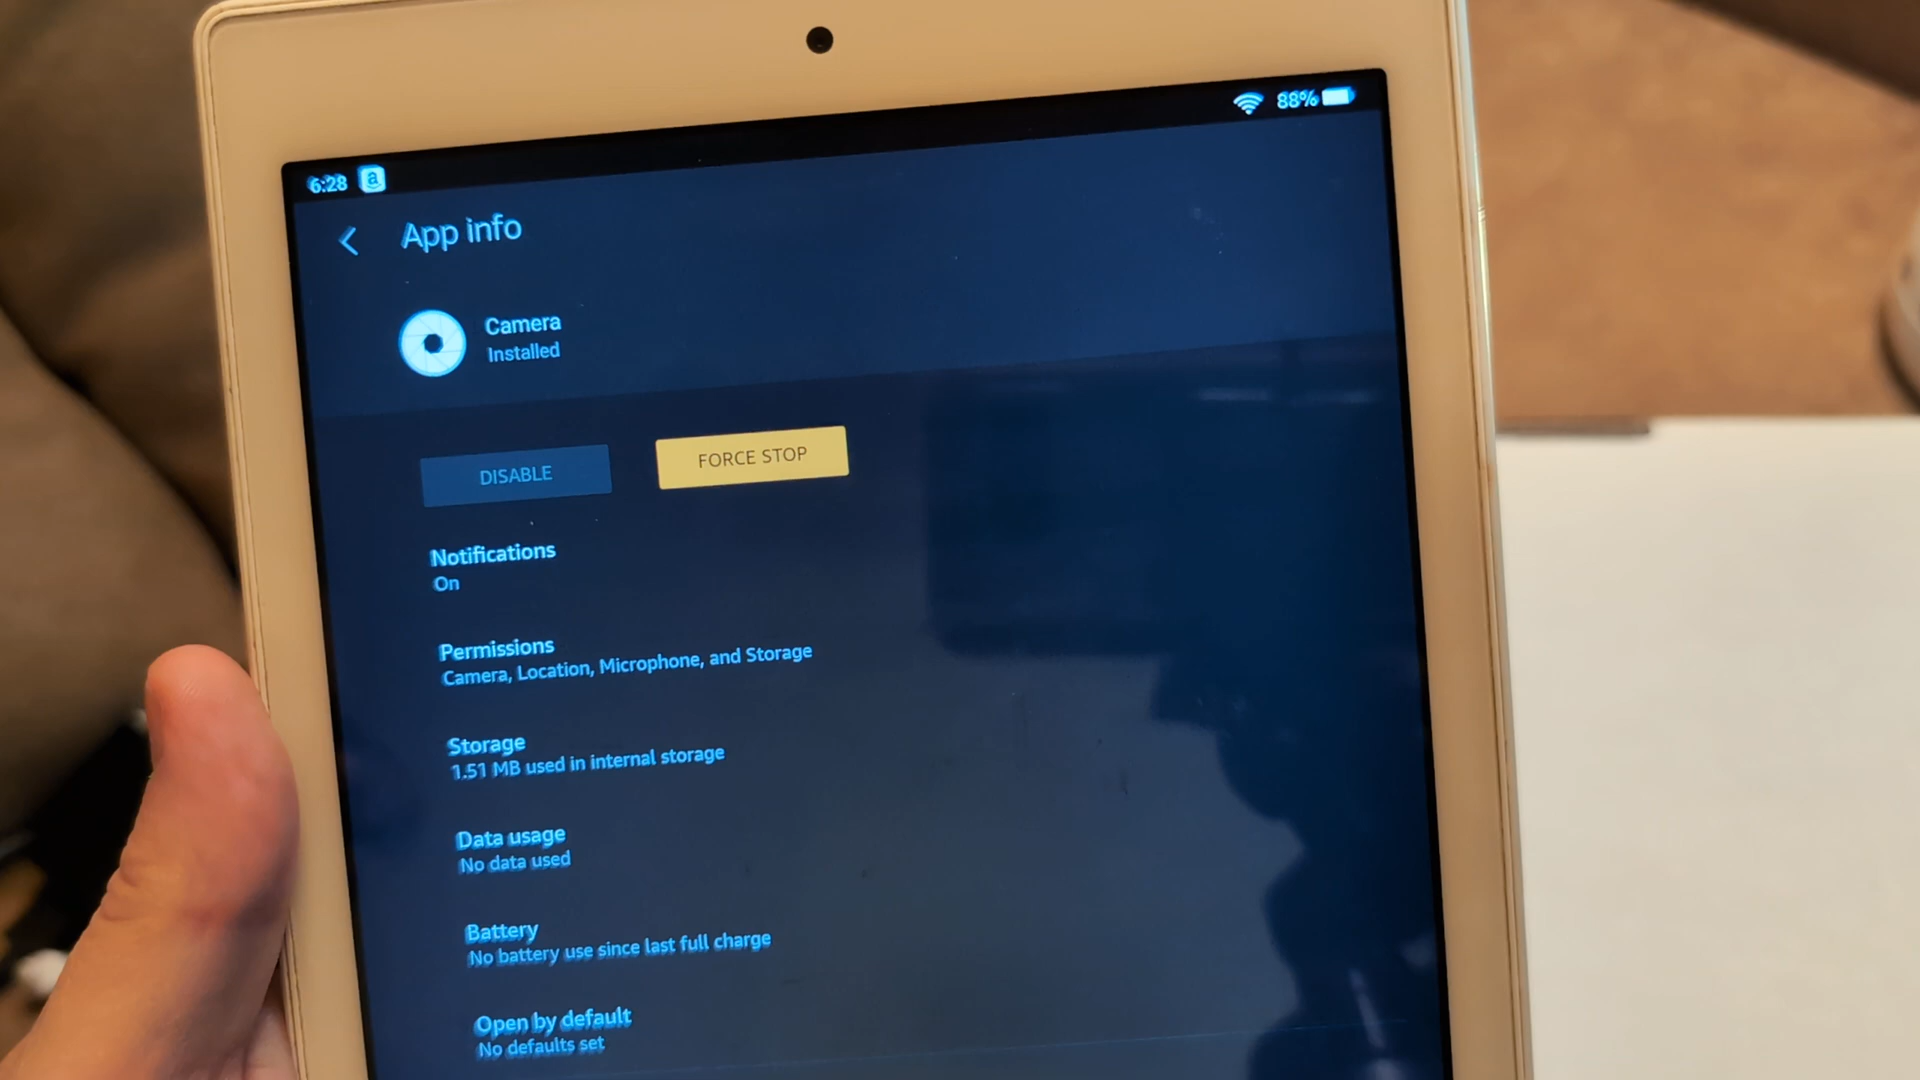 6:28 a 88%
App info
Camera
Installed
DISABLE FORCE STOP
Notifications
On
Permissions
Camera, Location, Microphone, and Storage
Storage
1.51 MB used in internal storage
Data usage
No data used
Battery
No battery use since last full charge
Open by default
No defaults set